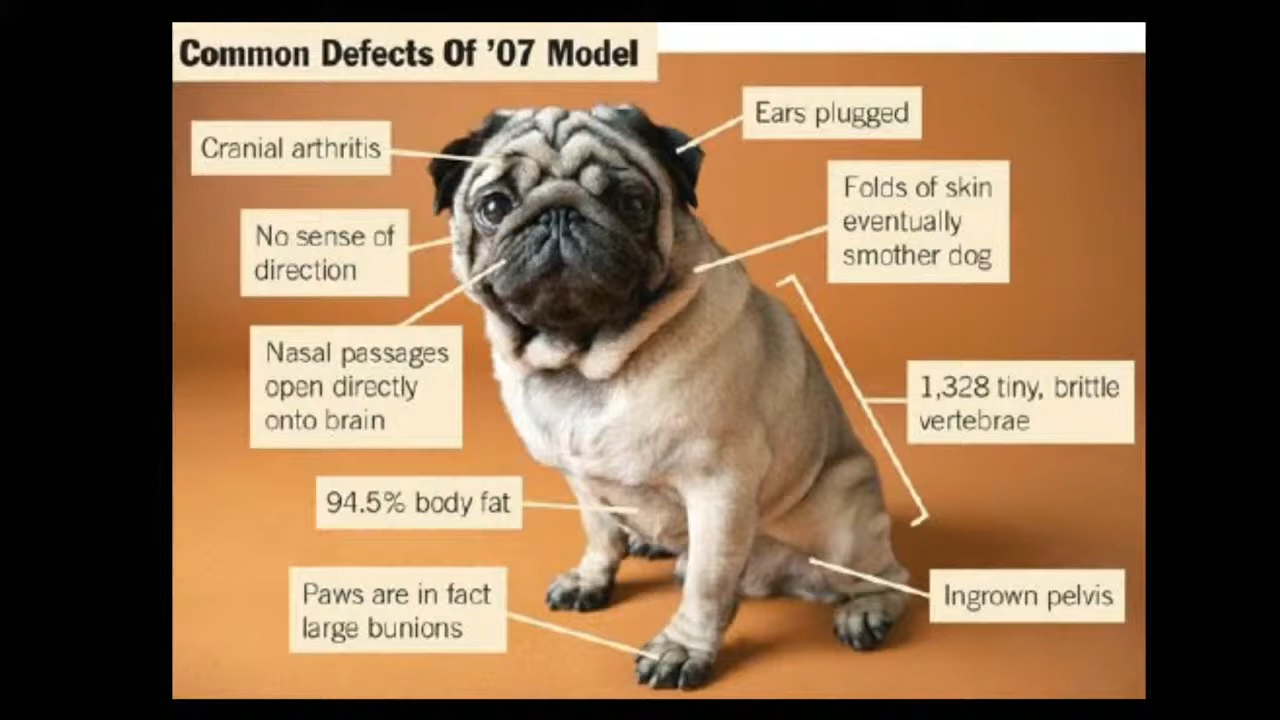 Common Defects Of ’07 Model
Cranial arthritis
Ears plugged
Folds of skin
eventually
smother dog
No sense of
direction
Nasal passages
open directly
onto brain
1,328 tiny, brittle
vertebrae
94.5% body fat
Paws are in fact
large bunions
Ingrown pelvis